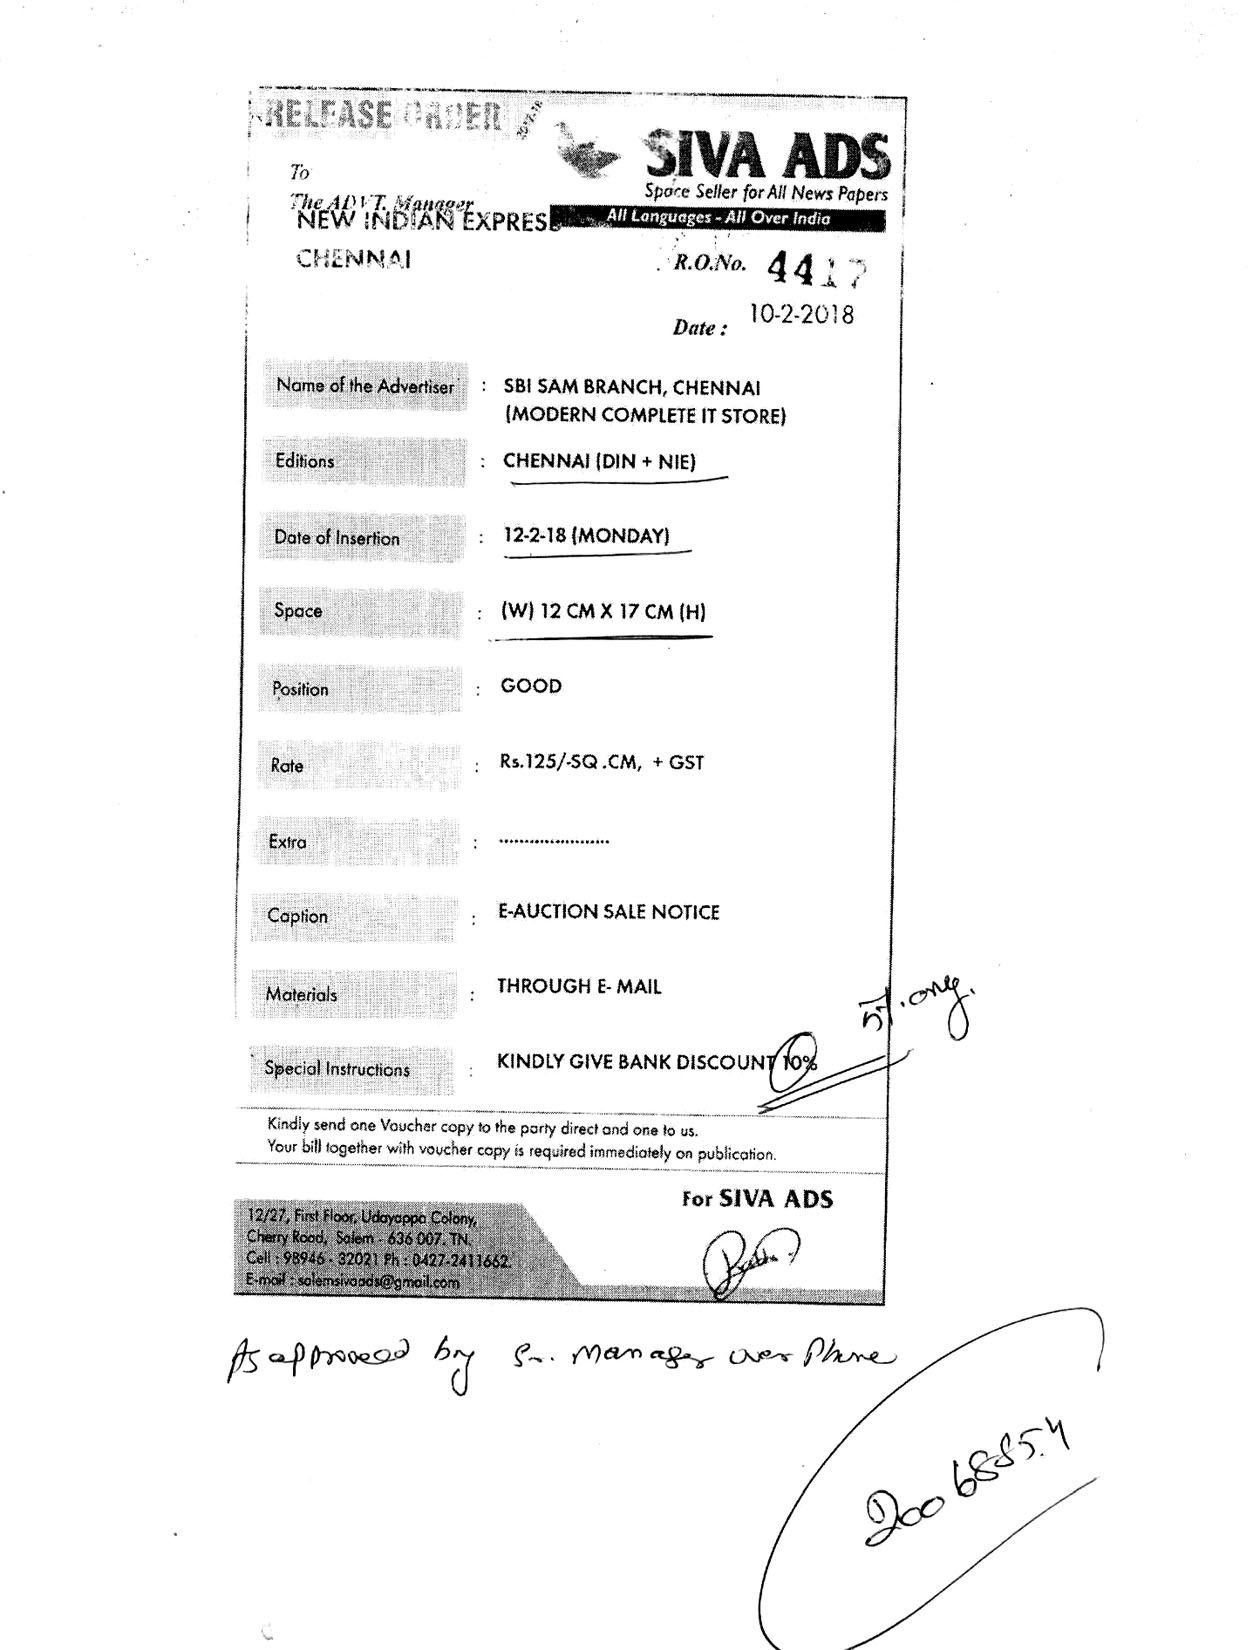 RELEASE ORDER
SIVA ADS
Space Seller for All News Papers
All Languages - All Over India
To
The ADVT. Manager
NEW INDIAN EXPRESS
CHENNAI
R.O.No. 4417
Date : 10-2-2018
Name of the Advertiser : SBI SAM BRANCH, CHENNAI
(MODERN COMPLETE IT STORE)
Editions : CHENNAI (DIN + NIE)
Date of Insertion : 12-2-18 (MONDAY)
Space : (W) 12 CM X 17 CM (H)
Position : GOOD
Rate : Rs.125/-SQ.CM, + GST
Extra : ......................
Caption : E-AUCTION SALE NOTICE
Materials : THROUGH E- MAIL
5%. only.
Special Instructions : KINDLY GIVE BANK DISCOUNT 10%
Kindly send one Voucher copy to the party direct and one to us.
Your bill together with voucher copy is required immediately on publication.
For SIVA ADS
12/27, First Floor, Udayappa Colony,
Cherry Road, Salem - 636 007. TN.
Cell : 98946 - 32021 Ph : 0427-2411662.
E-mail : salemsivaads@gmail.com
As approved by Sr. Manager over Phone
20068854